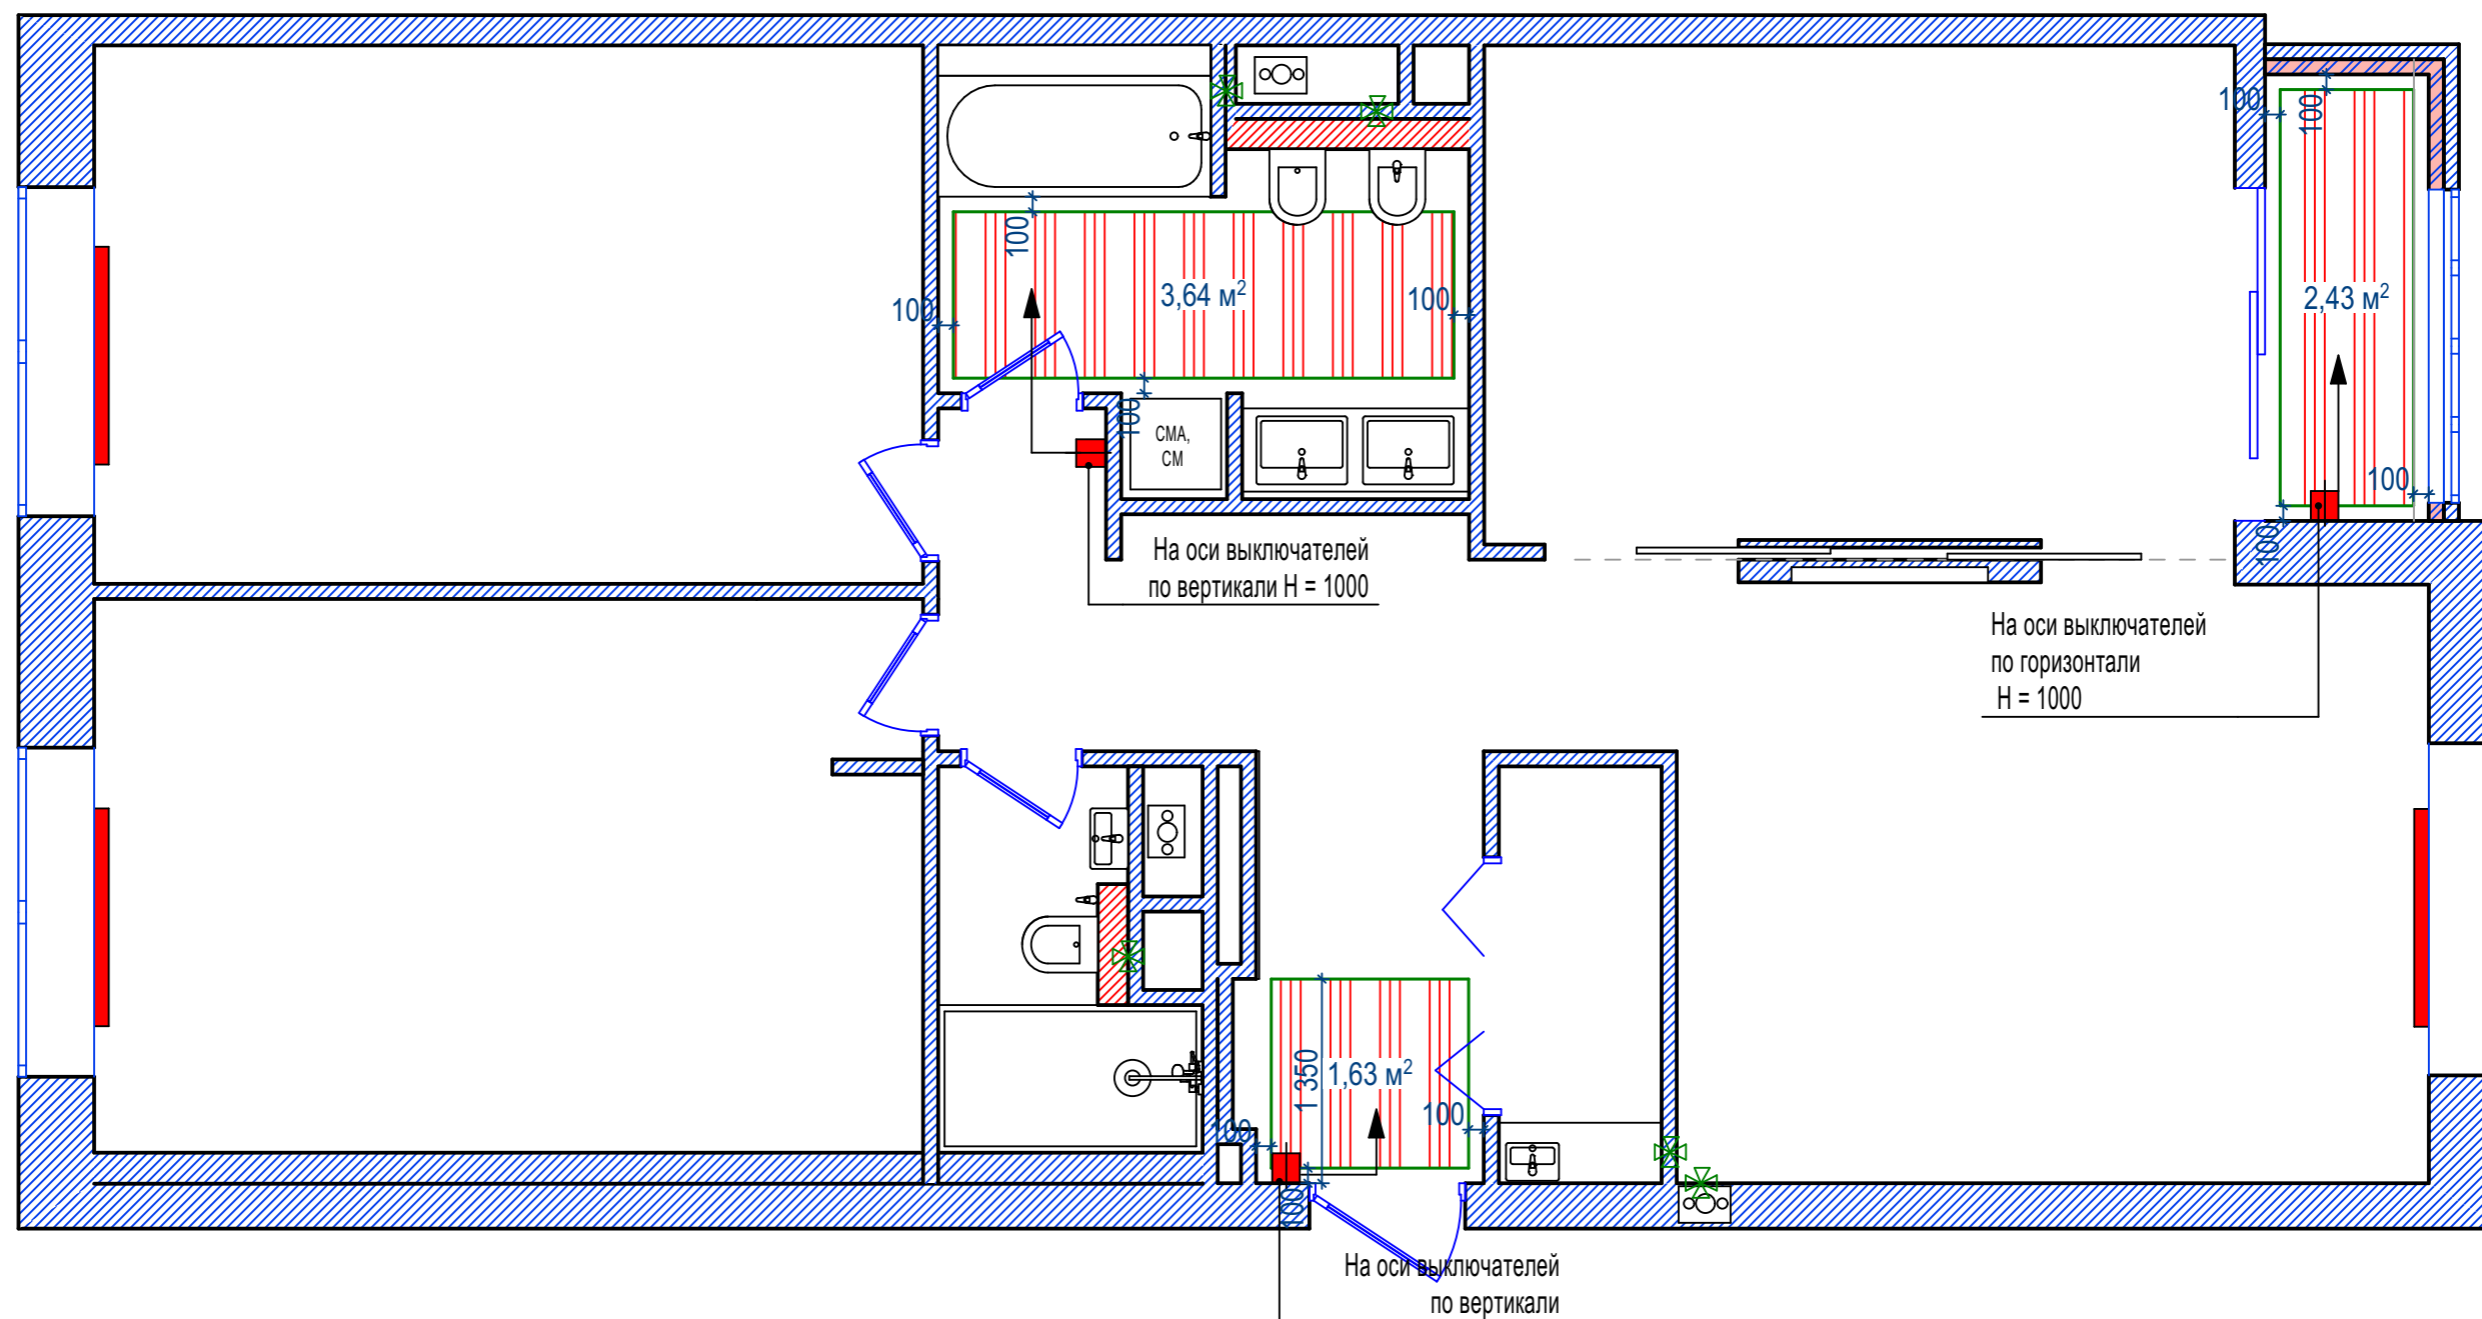 100
100
100
3,64 м²
100
100
100
СМА,
СМ
На оси выключателей
по вертикали H = 1000
100
2,43 м²
100
100
На оси выключателей
по горизонтали
H = 1000
1 350
1,63 м²
100
100
100
На оси выключателей
по вертикали